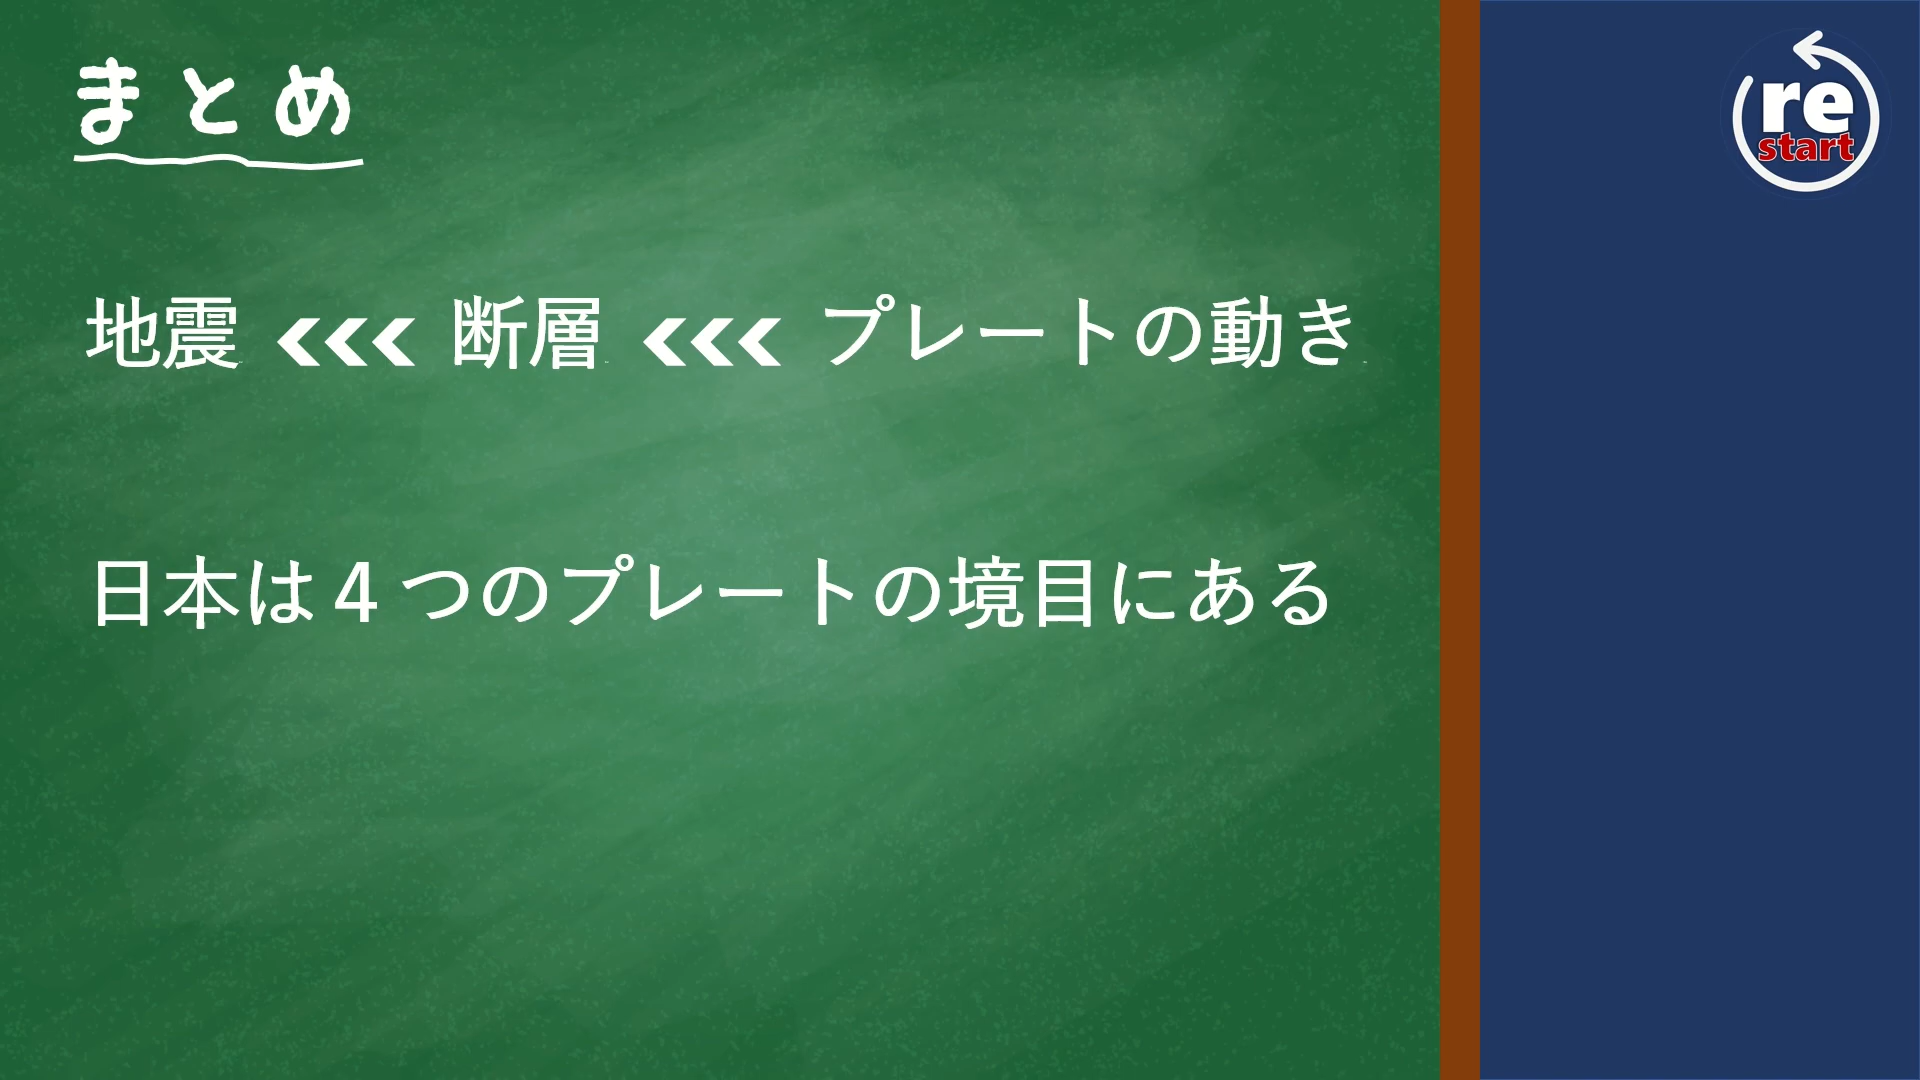 まとめ
地震 <<< 断層 <<< プレートの動き
日本は４つのプレートの境目にある
re
start